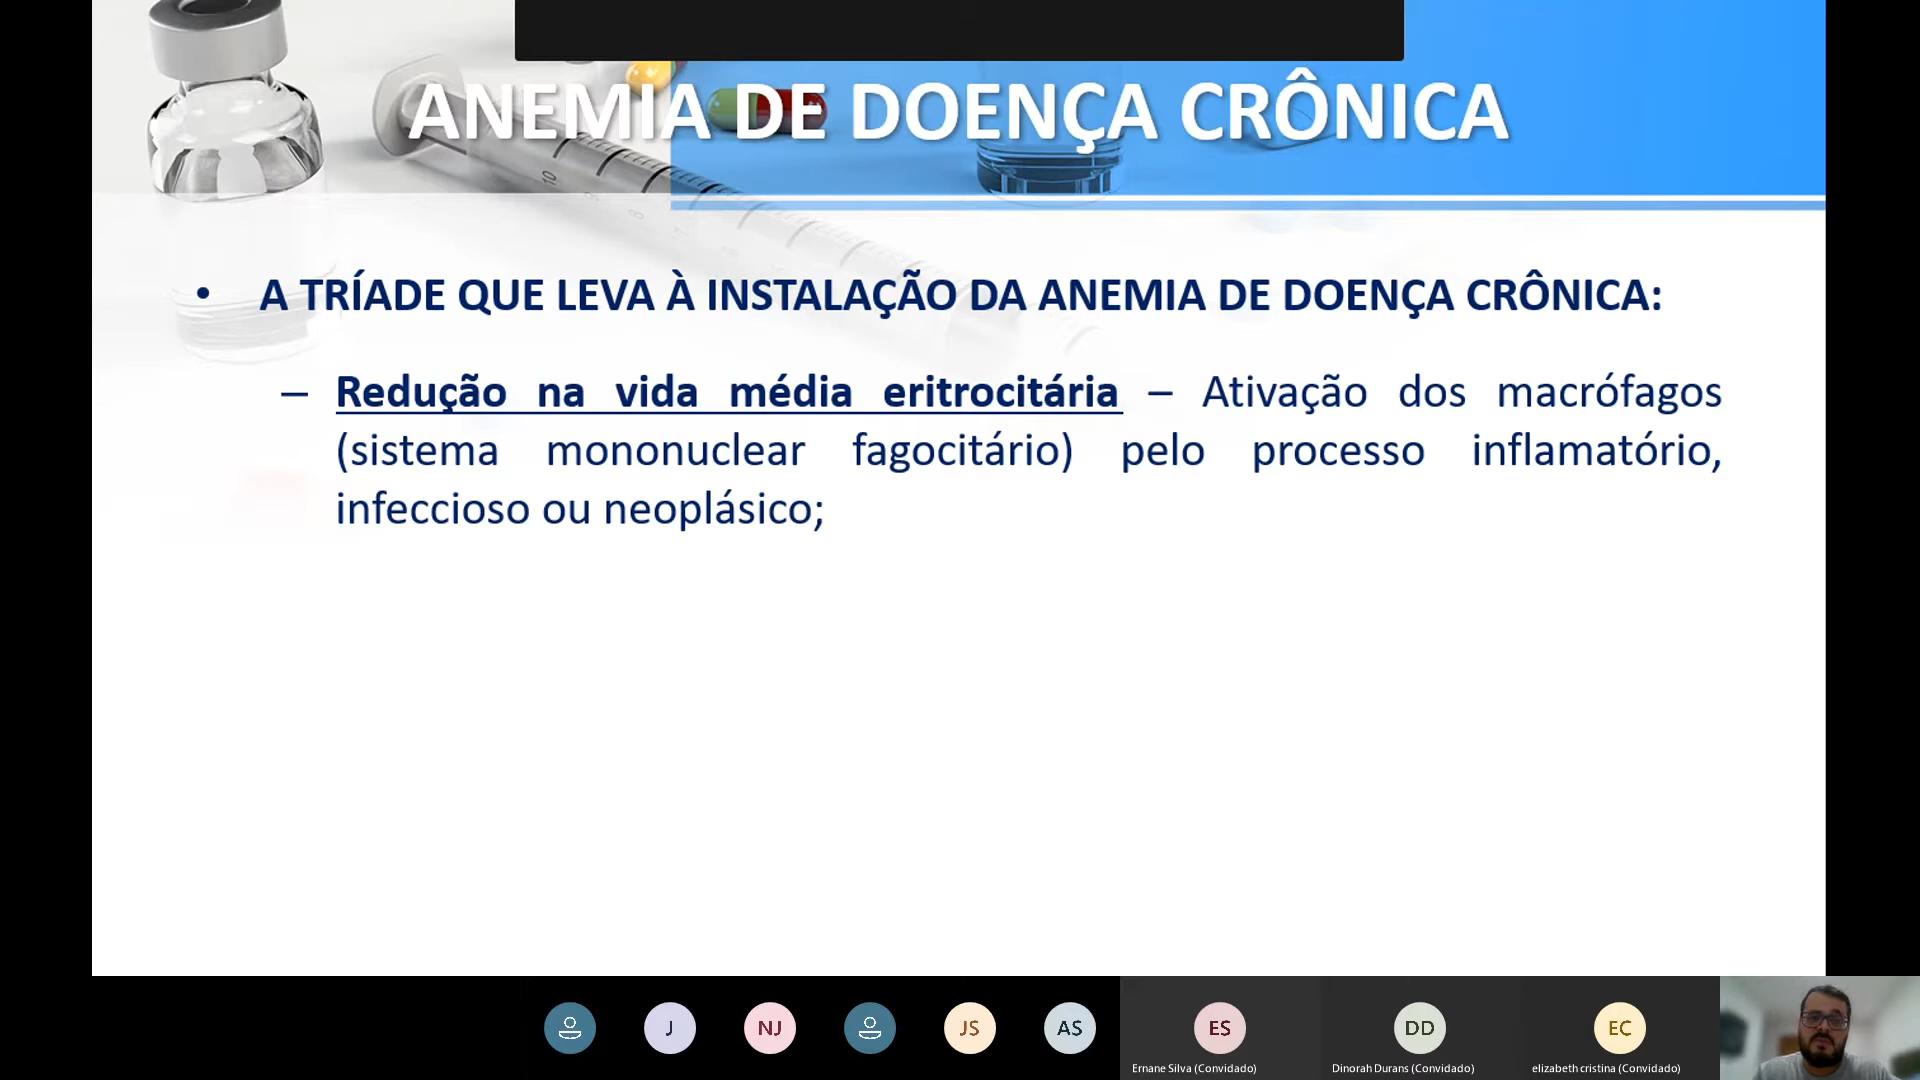 ANEMIA DE DOENÇA CRÔNICA
• A TRÍADE QUE LEVA À INSTALAÇÃO DA ANEMIA DE DOENÇA CRÔNICA:
– Redução na vida média eritrocitária – Ativação dos macrófagos
(sistema mononuclear fagocitário) pelo processo inflamatório,
infeccioso ou neoplásico;
J NJ JS AS ES DD EC
Ernane Silva (Convidado) Dinorah Durans (Convidado) elizabeth cristina (Convidado)